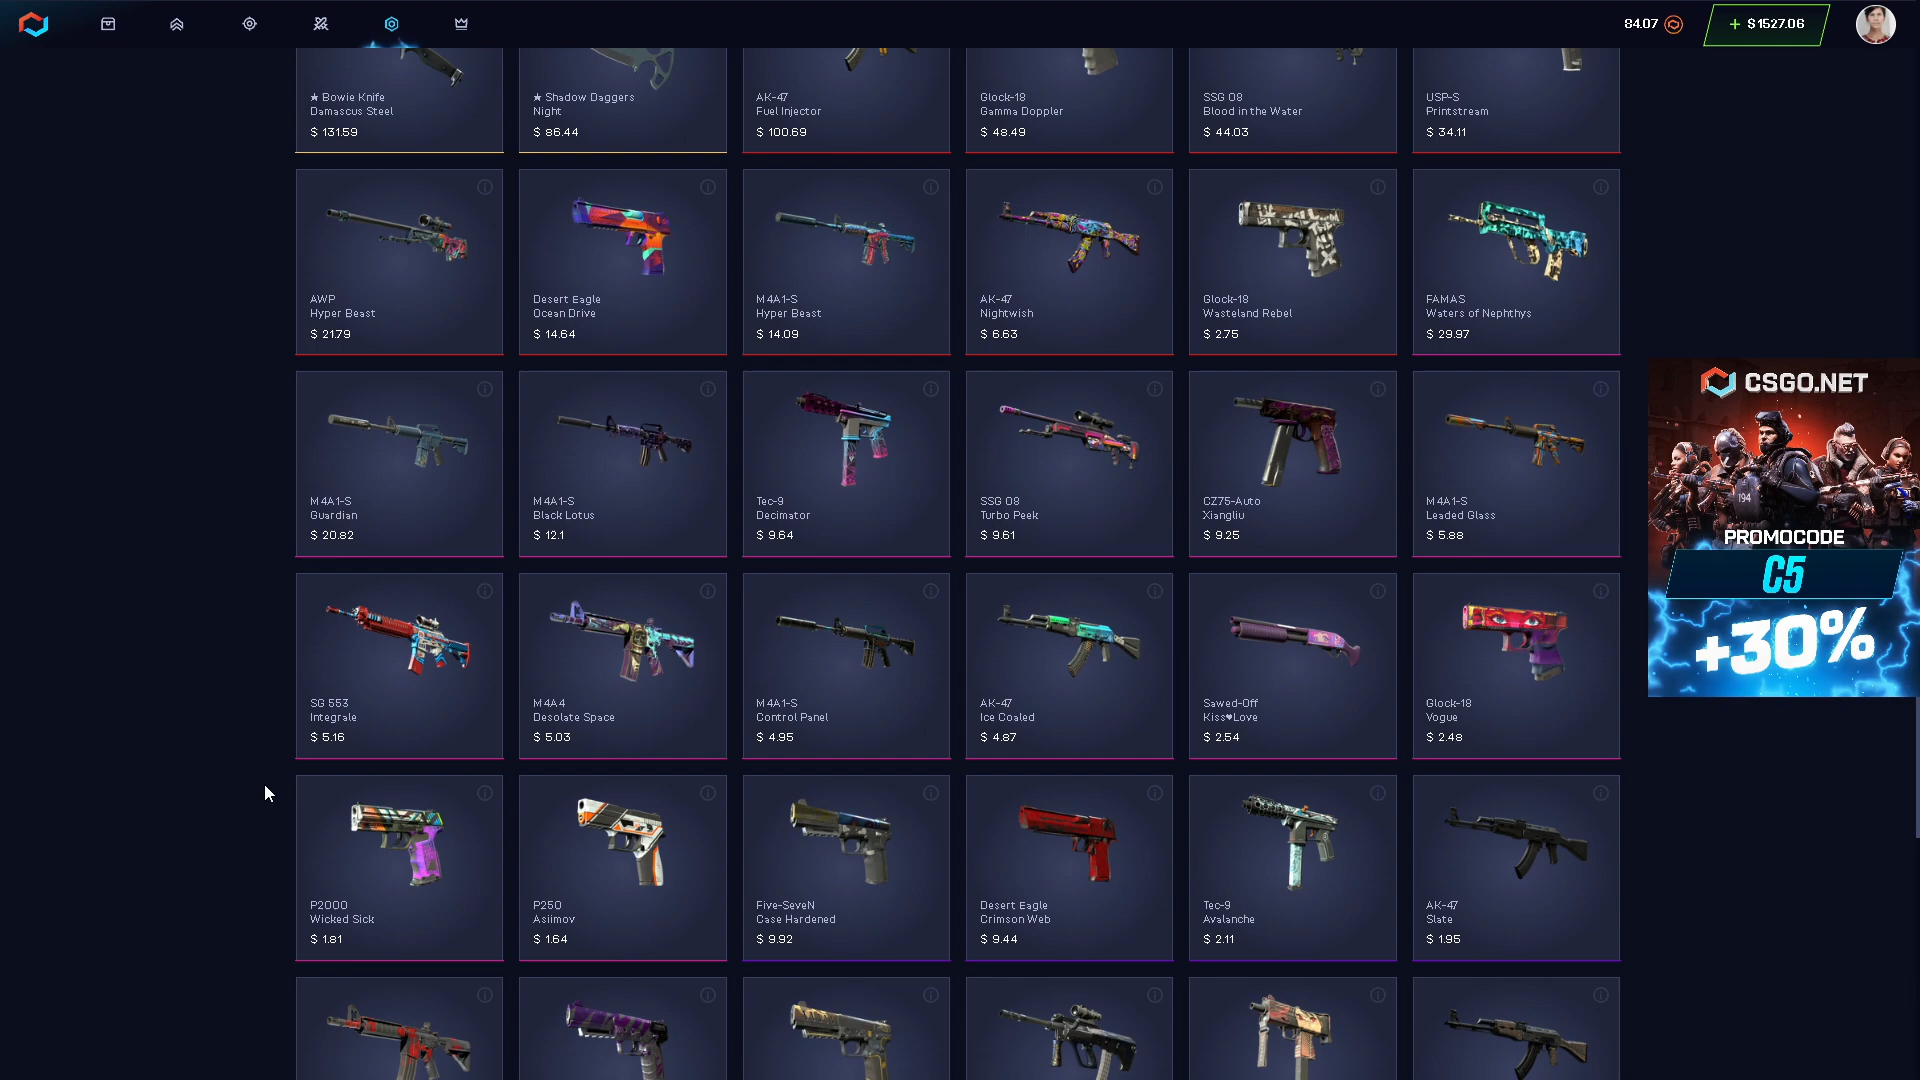 84.07
+ $1527.06
★ Bowie Knife
Damascus Steel
$ 131.59
★ Shadow Daggers
Night
$ 86.44
AK-47
Fuel Injector
$ 100.69
Glock-18
Gamma Doppler
$ 48.49
SSG 08
Blood in the Water
$ 44.03
USP-S
Printstream
$ 34.11
AWP
Hyper Beast
$ 21.79
Desert Eagle
Ocean Drive
$ 14.64
M4A1-S
Hyper Beast
$ 14.09
AK-47
Nightwish
$ 6.63
Glock-18
Wasteland Rebel
$ 2.75
FAMAS
Waters of Nephthys
$ 29.97
M4A1-S
Guardian
$ 20.82
M4A1-S
Black Lotus
$ 12.1
Tec-9
Decimator
$ 9.64
SSG 08
Turbo Peek
$ 9.61
CZ75-Auto
Xiangliu
$ 9.25
M4A1-S
Leaded Glass
$ 5.88
SG 553
Integrale
$ 5.16
M4A4
Desolate Space
$ 5.03
M4A1-S
Control Panel
$ 4.95
AK-47
Ice Coaled
$ 4.87
Sawed-Off
Kiss♥Love
$ 2.54
Glock-18
Vogue
$ 2.48
P2000
Wicked Sick
$ 1.81
P250
Asiimov
$ 1.64
Five-SeveN
Case Hardened
$ 9.92
Desert Eagle
Crimson Web
$ 9.44
Tec-9
Avalanche
$ 2.11
AK-47
Slate
$ 1.95
CSGO.NET
194
PROMOCODE
C5
+30%